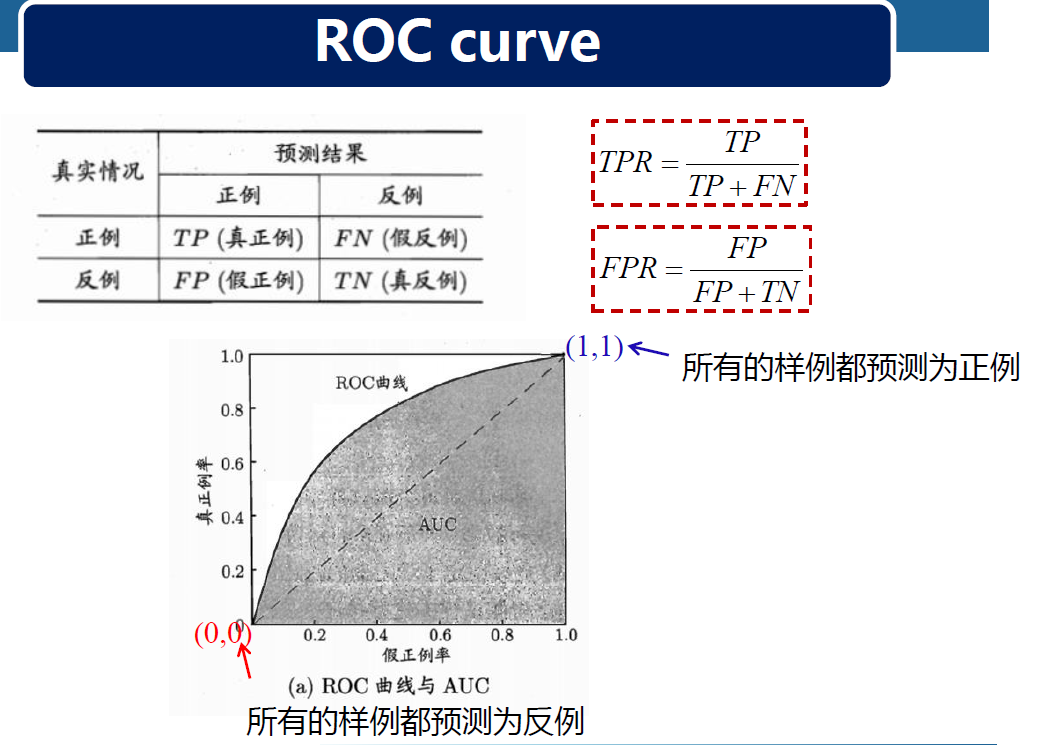 ROC curve
真实情况
预测结果
正例
反例
正例
TP (真正例)
FN (假反例)
反例
FP (假正例)
TN (真反例)
TPR = TP / TP + FN
FPR = FP / FP + TN
(1,1)
所有的样例都预测为正例
ROC曲线
AUC
真正例率
1.0
0.8
0.6
0.4
0.2
0
(0,0)
0.2
0.4
0.6
0.8
1.0
假正例率
(a) ROC 曲线与 AUC
所有的样例都预测为反例